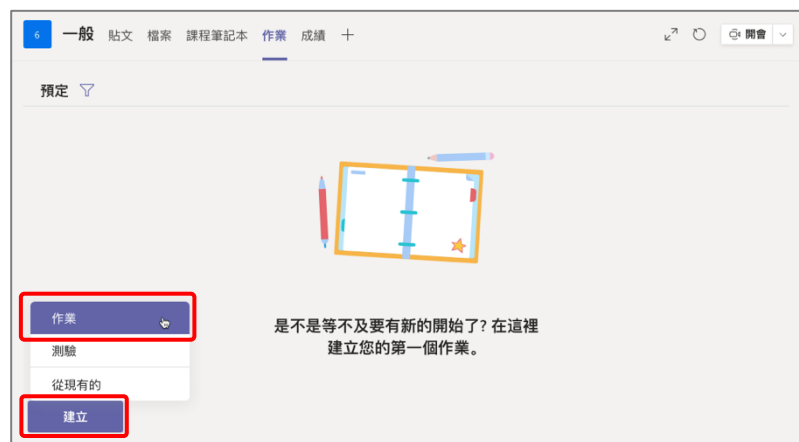 6 一般 貼文 檔案 課程筆記本 作業 成績 開會
預定
作業
測驗
從現有的
建立
是不是等不及要有新的開始了? 在這裡
建立您的第一個作業。